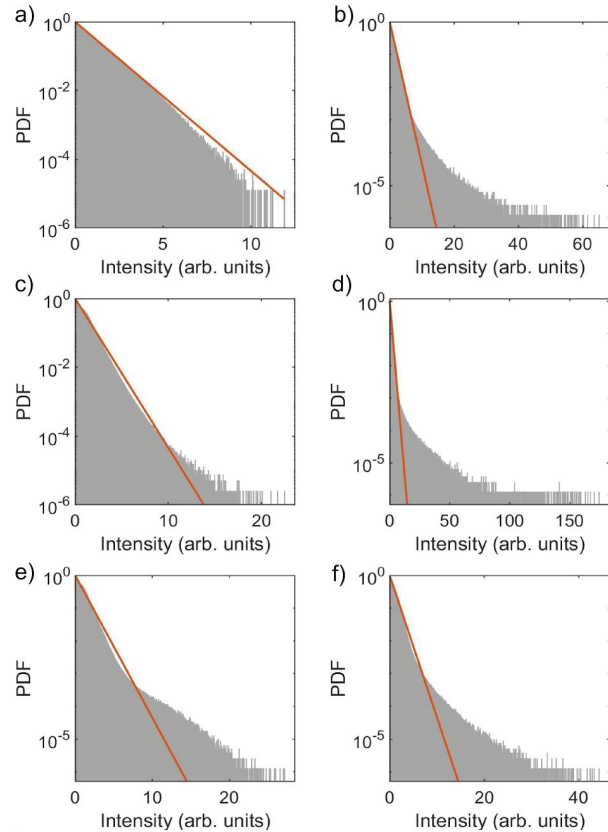 a)
10^0
10^-2
10^-4
10^-6
PDF
0 5 10
Intensity (arb. units)
b)
10^0
10^-5
PDF
0 20 40 60
Intensity (arb. units)
c)
10^0
10^-2
10^-4
10^-6
PDF
0 10 20
Intensity (arb. units)
d)
10^0
10^-5
PDF
0 50 100 150
Intensity (arb. units)
e)
10^0
10^-5
PDF
0 10 20
Intensity (arb. units)
f)
10^0
10^-5
PDF
0 20 40
Intensity (arb. units)